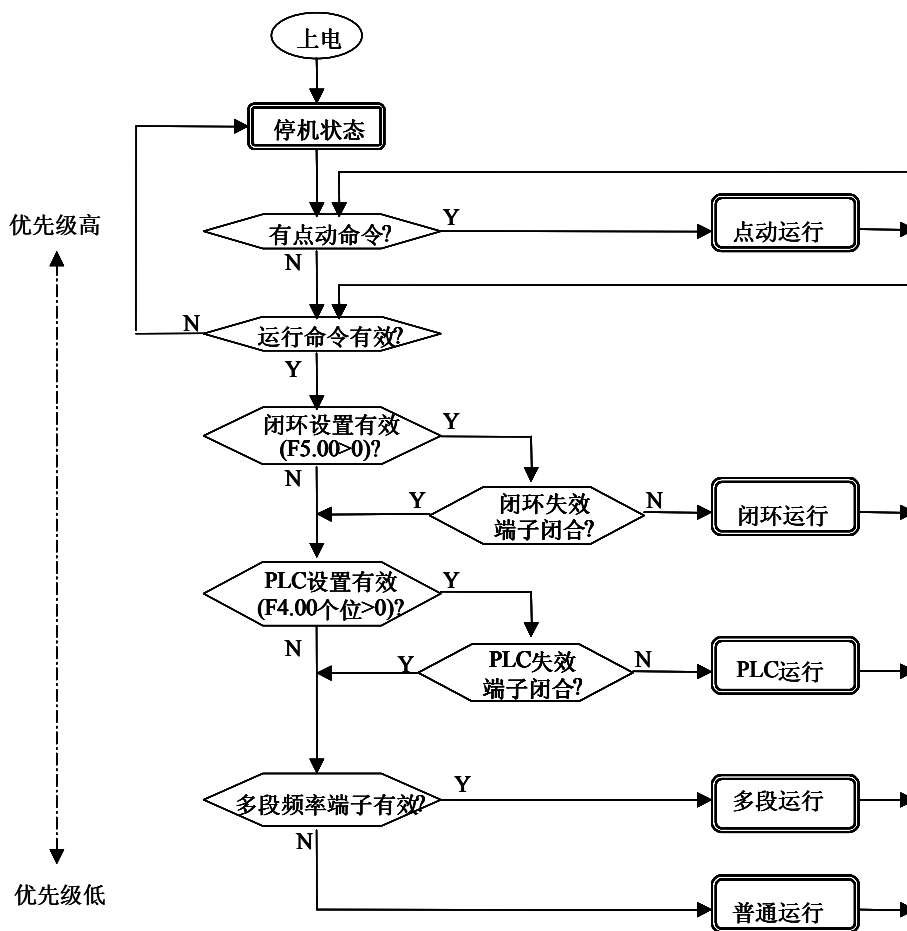 上电
停机状态
优先级高
有点动命令?
Y
点动运行
N
运行命令有效?
N
Y
闭环设置有效
(F5.00>0)?
Y
N
闭环失效
端子闭合?
Y
N
闭环运行
PLC设置有效
(F4.00个位>0)?
Y
N
PLC失效
端子闭合?
Y
N
PLC运行
多段频率端子有效?
Y
多段运行
N
优先级低
普通运行